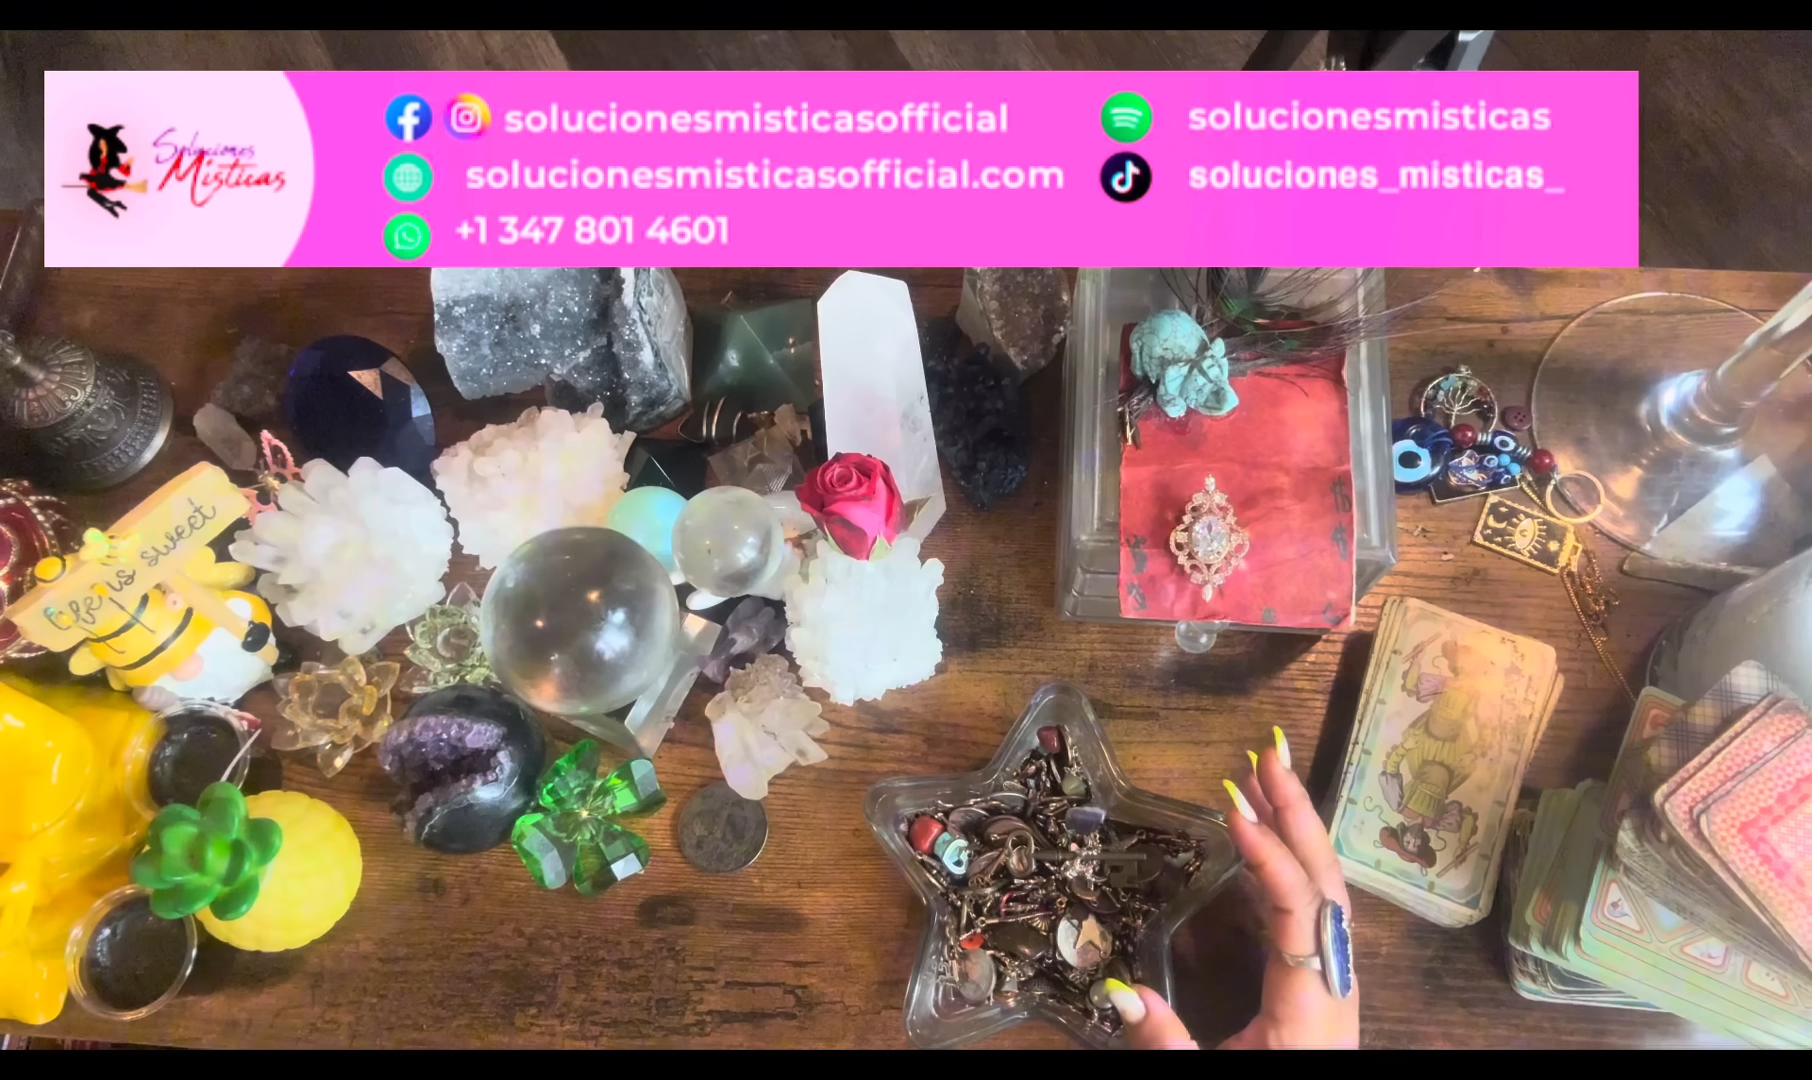 Soluciones
Misticas
solucionesmisticasofficial
solucionesmisticasofficial.com
+1 347 801 4601
solucionesmisticas
soluciones_misticas_
life is sweet